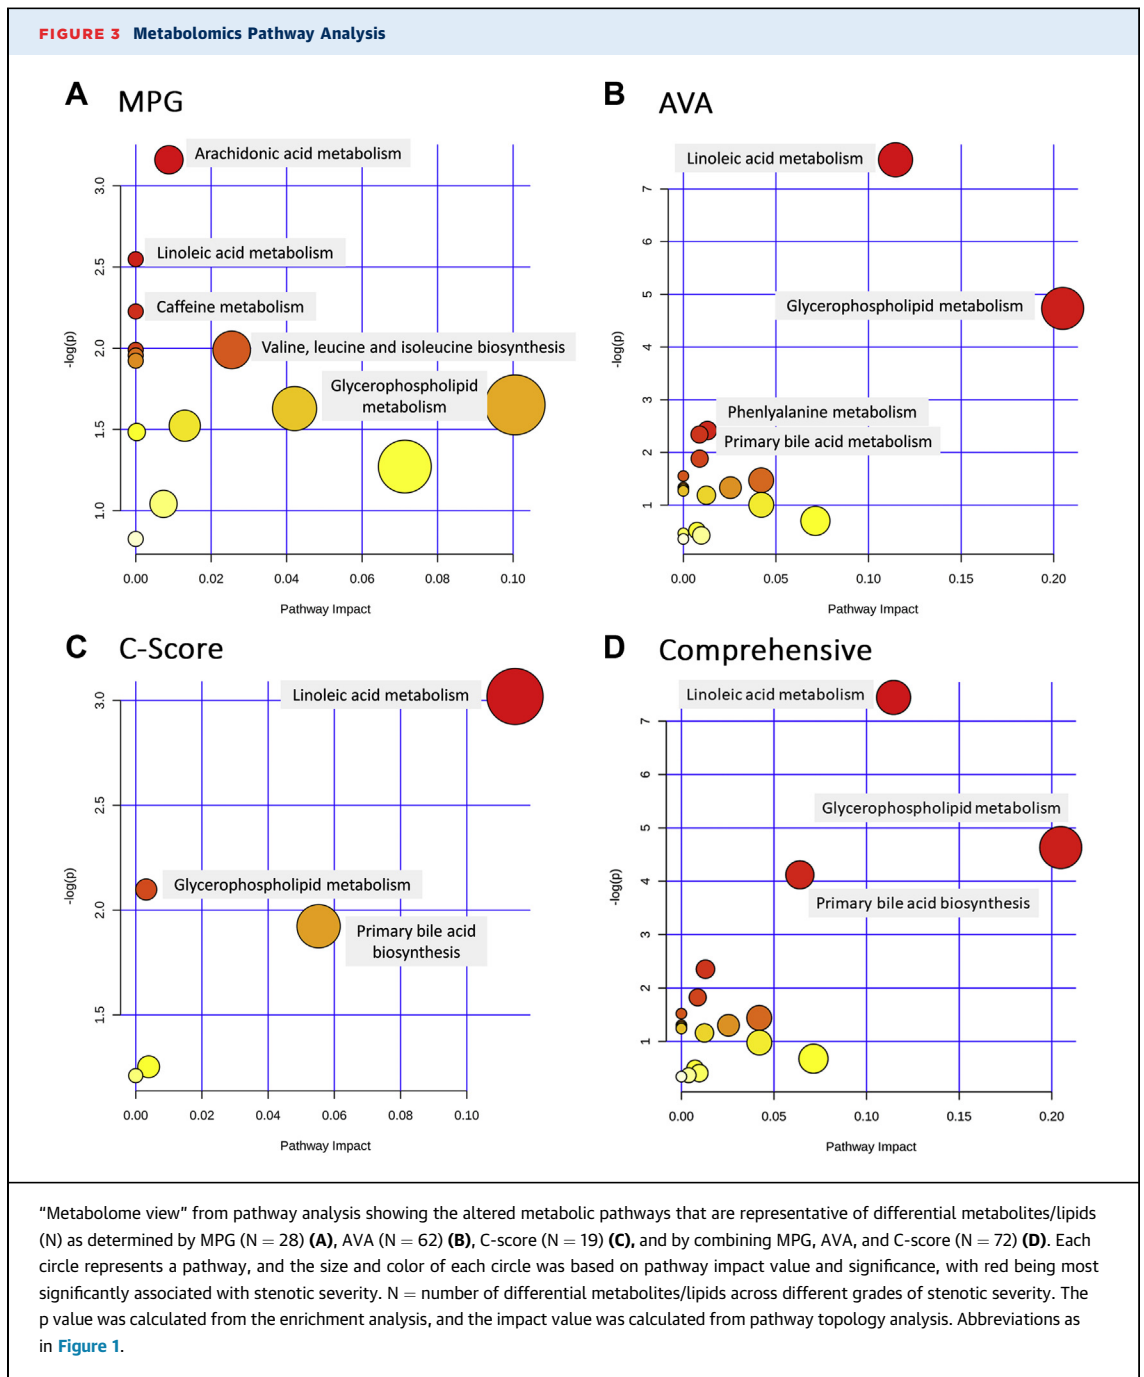 FIGURE 3 Metabolomics Pathway Analysis
A MPG
Arachidonic acid metabolism
Linoleic acid metabolism
Caffeine metabolism
Valine, leucine and isoleucine biosynthesis
Glycerophospholipid
metabolism
3.0
2.5
2.0
1.5
1.0
-log(p)
0.00 0.02 0.04 0.06 0.08 0.10
Pathway Impact
B AVA
Linoleic acid metabolism
Glycerophospholipid metabolism
Phenlyalanine metabolism
Primary bile acid metabolism
7
6
5
4
3
2
1
-log(p)
0.00 0.05 0.10 0.15 0.20
Pathway Impact
C C-Score
Linoleic acid metabolism
Glycerophospholipid metabolism
Primary bile acid
biosynthesis
3.0
2.5
2.0
1.5
-log(p)
0.00 0.02 0.04 0.06 0.08 0.10
Pathway Impact
D Comprehensive
Linoleic acid metabolism
Glycerophospholipid metabolism
Primary bile acid biosynthesis
7
6
5
4
3
2
1
-log(p)
0.00 0.05 0.10 0.15 0.20
Pathway Impact
“Metabolome view” from pathway analysis showing the altered metabolic pathways that are representative of differential metabolites/lipids
(N) as determined by MPG (N = 28) (A), AVA (N = 62) (B), C-score (N = 19) (C), and by combining MPG, AVA, and C-score (N = 72) (D). Each
circle represents a pathway, and the size and color of each circle was based on pathway impact value and significance, with red being most
significantly associated with stenotic severity. N = number of differential metabolites/lipids across different grades of stenotic severity. The
p value was calculated from the enrichment analysis, and the impact value was calculated from pathway topology analysis. Abbreviations as
in Figure 1.